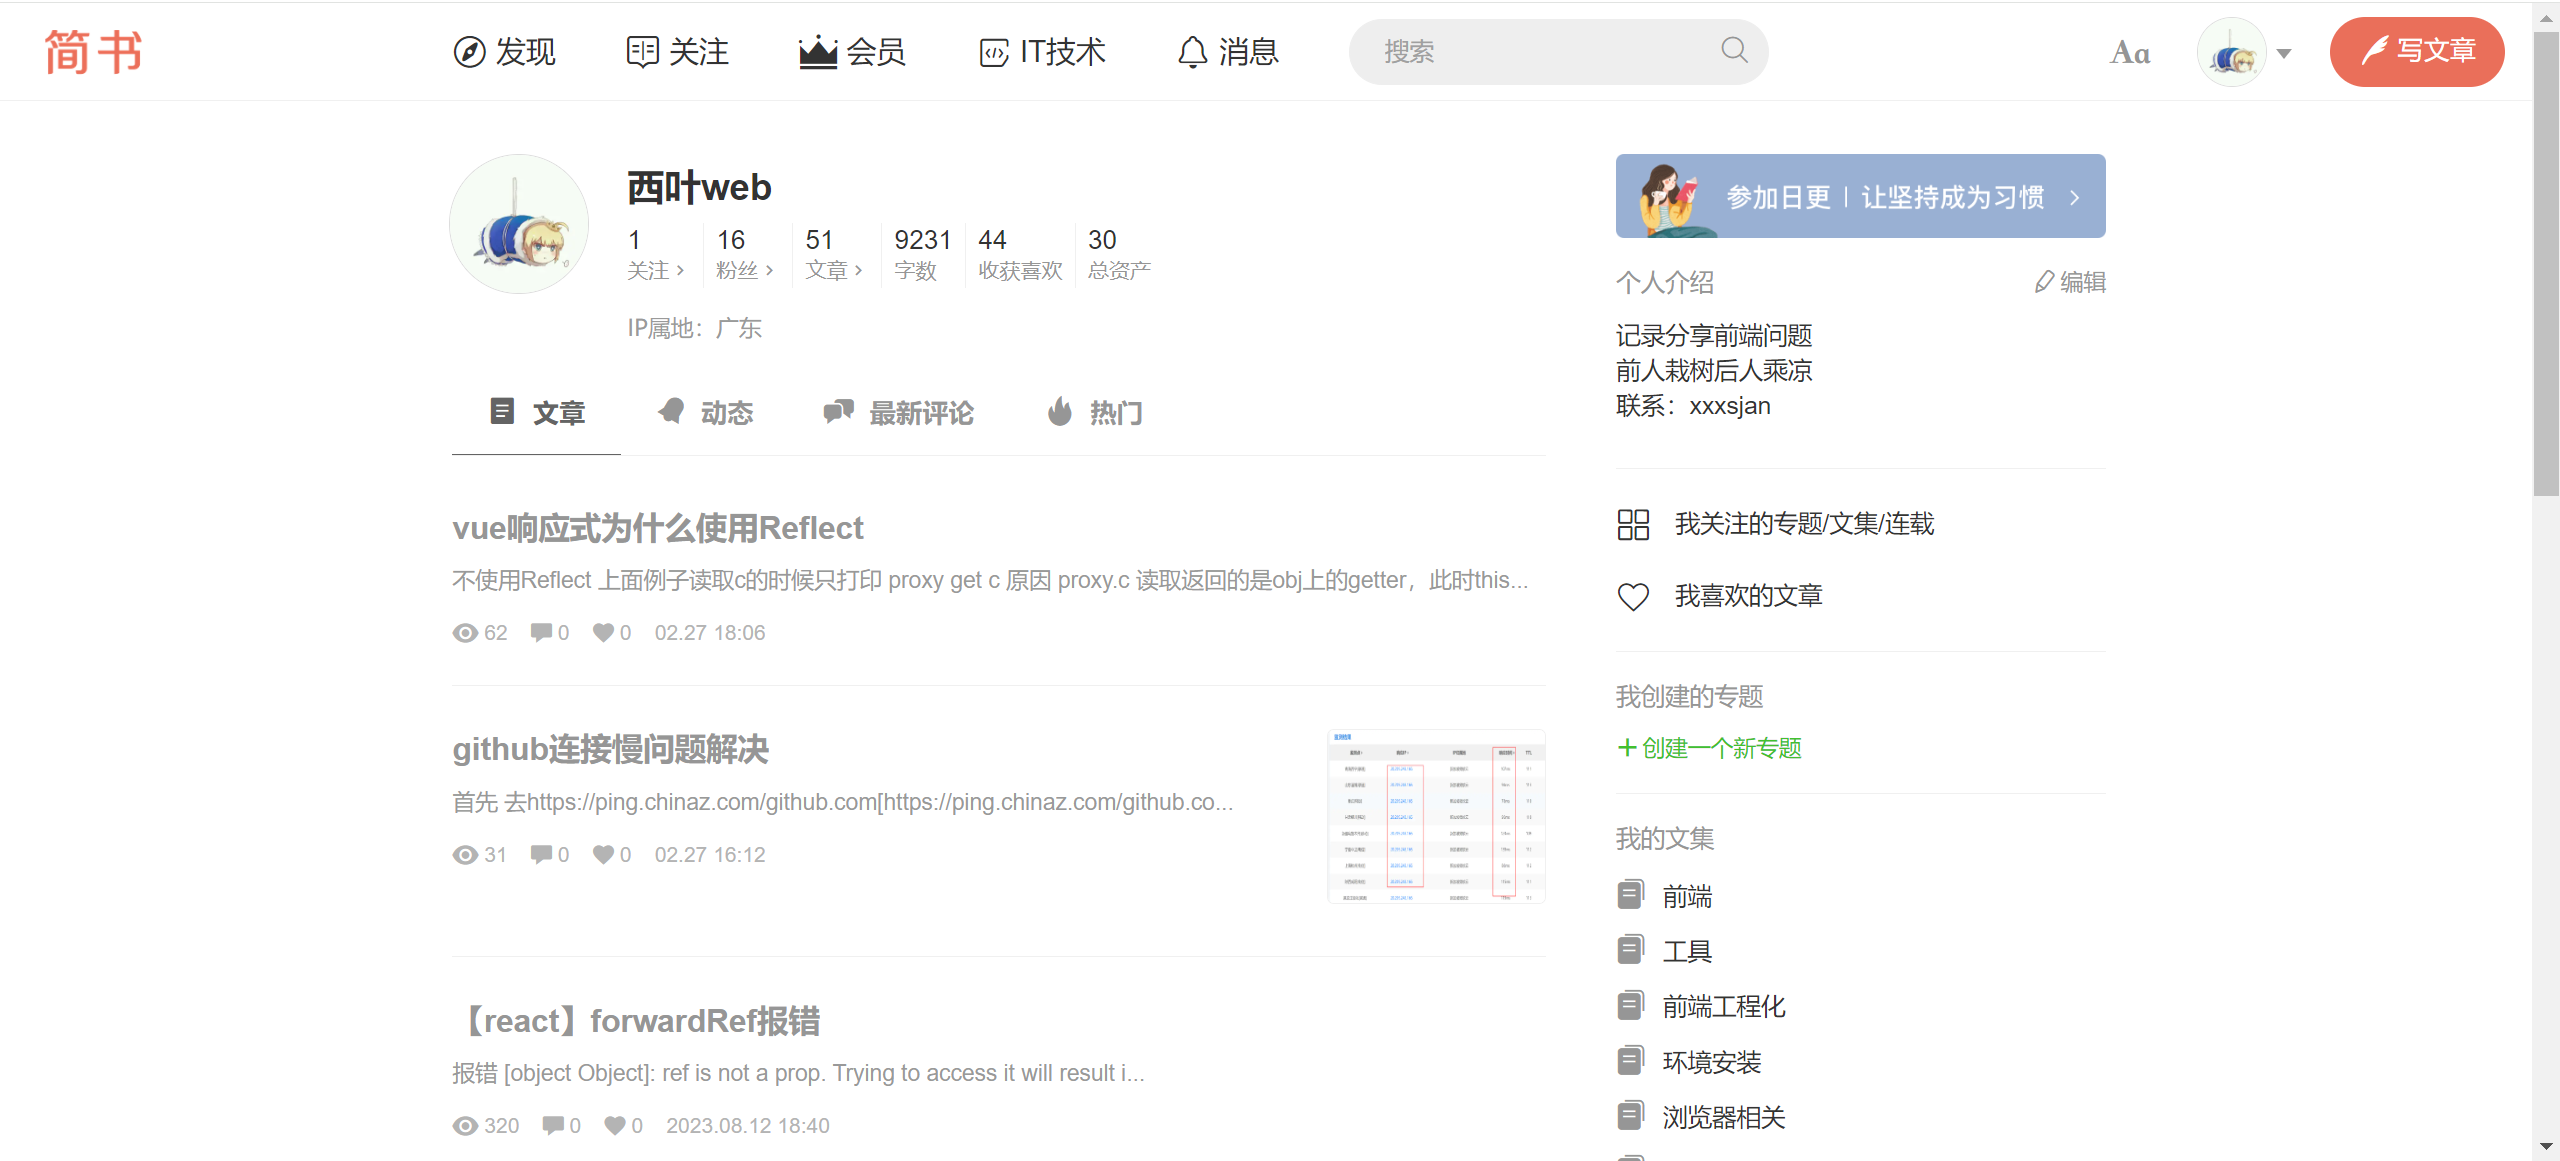 简书
发现
关注
会员
IT技术
消息
搜索
Aa
写文章
西叶web
1
关注
16
粉丝
51
文章
9231
字数
44
收获喜欢
30
总资产
IP属地：广东
文章
动态
最新评论
热门
vue响应式为什么使用Reflect
不使用Reflect 上面例子读取c的时候只打印 proxy get c 原因 proxy.c 读取返回的是obj上的getter，此时this...
62 0 0 02.27 18:06
github连接慢问题解决
首先 去https://ping.chinaz.com/github.com[https://ping.chinaz.com/github.co...
31 0 0 02.27 16:12
【react】forwardRef报错
报错 [object Object]: ref is not a prop. Trying to access it will result i...
320 0 0 2023.08.12 18:40
参加日更 | 让坚持成为习惯
个人介绍
编辑
记录分享前端问题
前人栽树后人乘凉
联系：xxxsjan
我关注的专题/文集/连载
我喜欢的文章
我创建的专题
+ 创建一个新专题
我的文集
前端
工具
前端工程化
环境安装
浏览器相关